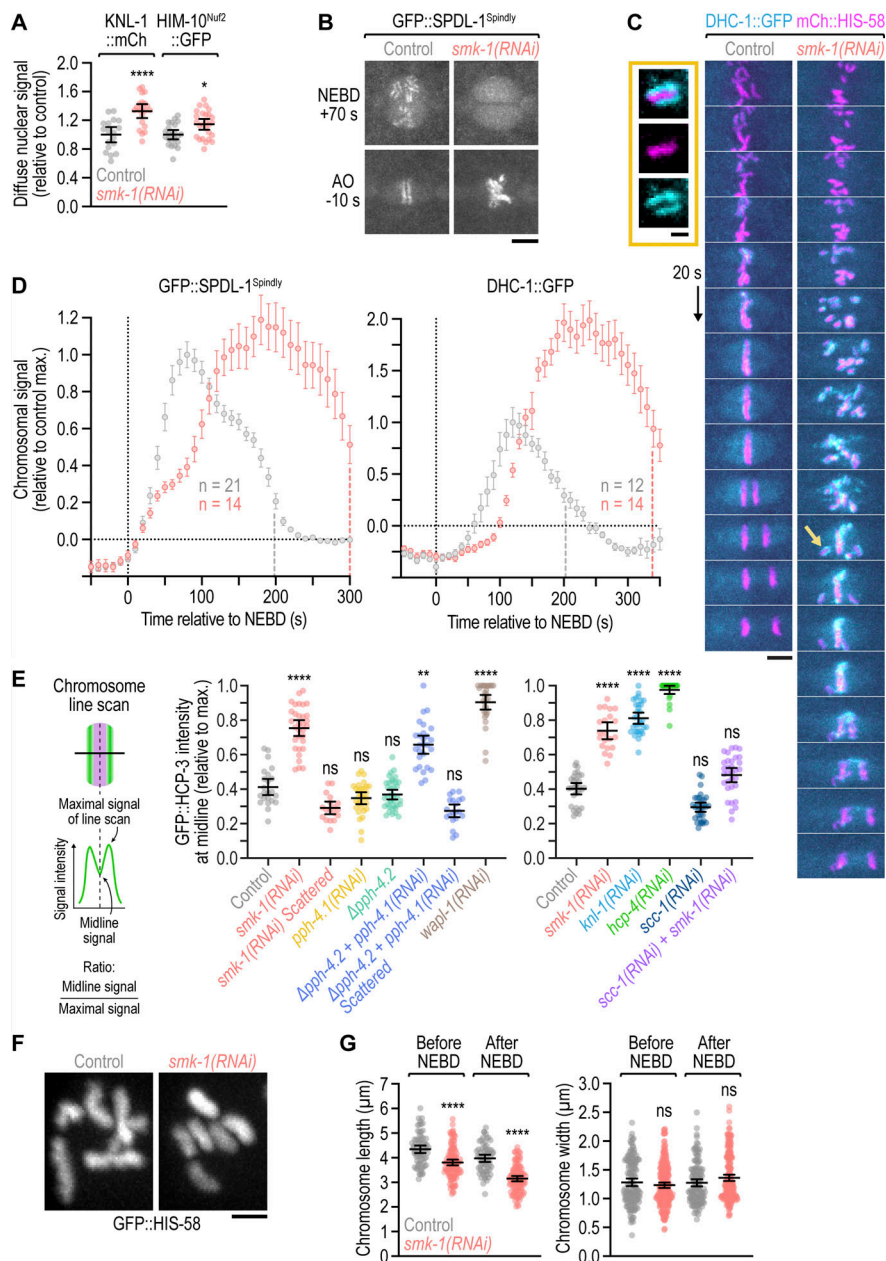 A
KNL-1
::mCh
HIM-10Nuf2
::GFP
Diffuse nuclear signal
(relative to control)
2.0
1.6
1.2
0.8
0.4
0.0
****
*
Control
smk-1(RNAi)
B
GFP::SPDL-1Spindly
Control
smk-1(RNAi)
NEBD
+70 s
AO
-10 s
C
DHC-1::GFP mCh::HIS-58
Control
smk-1(RNAi)
20 s
D
GFP::SPDL-1Spindly
Chromosomal signal
(relative to control max.)
1.2
1.0
0.8
0.6
0.4
0.2
0.0
n = 21
n = 14
0
100
200
300
Time relative to NEBD (s)
DHC-1::GFP
2.0
1.5
1.0
0.5
0.0
n = 12
n = 14
0
100
200
300
Time relative to NEBD (s)
E
Chromosome
line scan
Maximal signal
of line scan
Signal intensity
Midline
signal
Ratio:
Midline signal
Maximal signal
GFP::HCP-3 intensity
at midline (relative to max.)
1.0
0.8
0.6
0.4
0.2
0.0
****
ns
ns
ns
**
ns
****
Control
smk-1(RNAi)
smk-1(RNAi) Scattered
pph-4.1(RNAi)
Δpph-4.2
Δpph-4.2 + pph-4.1(RNAi)
Δpph-4.2 + pph-4.1(RNAi)
Scattered
wapl-1(RNAi)
1.0
0.8
0.6
0.4
0.2
0.0
****
****
****
ns
ns
Control
smk-1(RNAi)
knl-1(RNAi)
hcp-4(RNAi)
scc-1(RNAi)
scc-1(RNAi) + smk-1(RNAi)
F
Control
smk-1(RNAi)
GFP::HIS-58
G
Before
NEBD
After
NEBD
Chromosome length (µm)
6
5
4
3
2
1
0
****
****
Control
smk-1(RNAi)
Before
NEBD
After
NEBD
Chromosome width (µm)
3.0
2.5
2.0
1.5
1.0
0.5
0.0
ns
ns